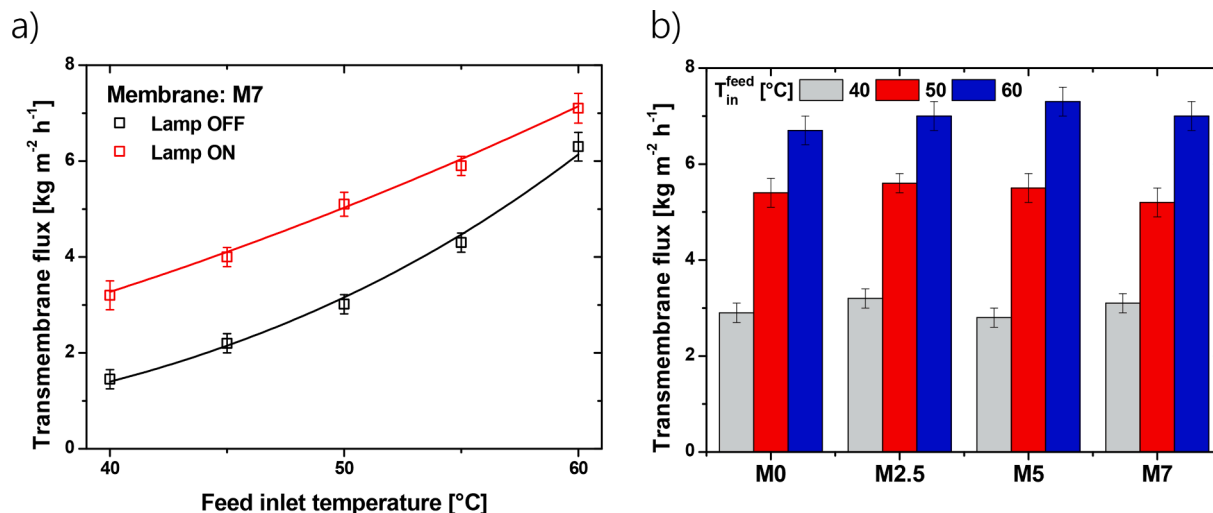 a)
Transmembrane flux [kg m⁻² h⁻¹]
8
6
4
2
0
Membrane: M7
Lamp OFF
Lamp ON
40
50
60
Feed inlet temperature [°C]
b)
Transmembrane flux [kg m⁻² h⁻¹]
8
6
4
2
0
T feed in [°C] 40 50 60
M0 M2.5 M5 M7